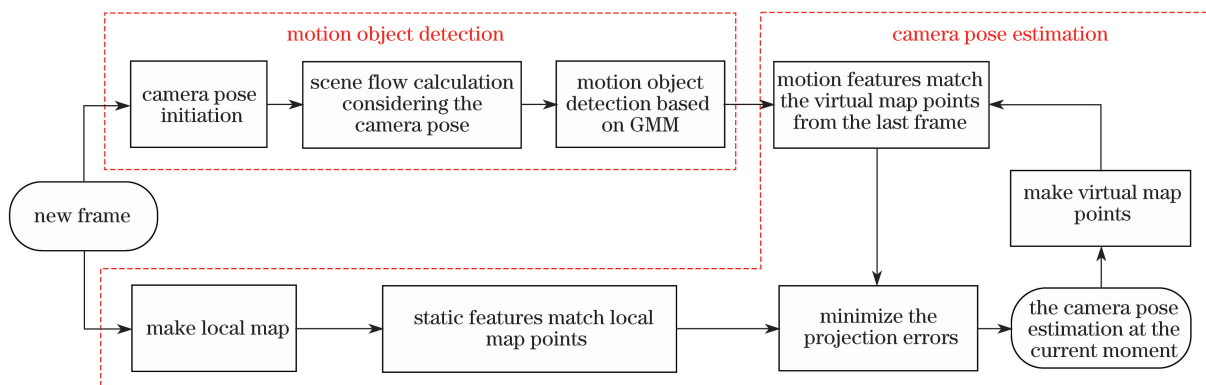 motion object detection
camera pose estimation
camera pose
initiation
scene flow calculation
considering the
camera pose
motion object
detection based
on GMM
motion features match
the virtual map points
from the last frame
new frame
make virtual map
points
make local map
static features match local
map points
minimize the
projection errors
the camera pose
estimation at the
current moment